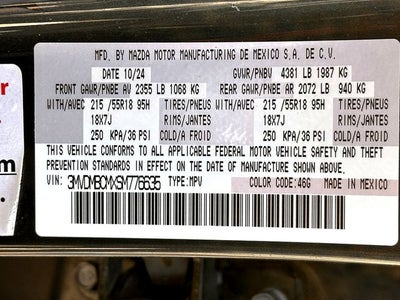 MFD. BY MAZDA MOTOR MANUFACTURING DE MEXICO S.A. DE C.V.
DATE 10/24 GVWR/PNBV 4381 LB 1987 KG
FRONT GAWR/PNBE AV 2355 LB 1068 KG REAR GAWR/PNBE AR 2072 LB 940 KG
WITH/AVEC 215 /55R18 95H TIRES/PNEUS WITH/AVEC 215 /55R18 95H TIRES/PNEUS
18X7J RIMS/JANTES 18X7J RIMS/JANTES
250 KPA/36 PSI COLD/A FROID 250 KPA/36 PSI COLD/A FROID
THIS VEHICLE CONFORMS TO ALL APPLICABLE FEDERAL MOTOR VEHICLE SAFETY AND THEFT
PREVENTION STANDARDS IN EFFECT ON THE DATE OF MANUFACTURE SHOWN ABOVE.
VIN: 3MVDMBCMXSM776635 TYPE:MPV COLOR CODE:46G MADE IN MEXICO